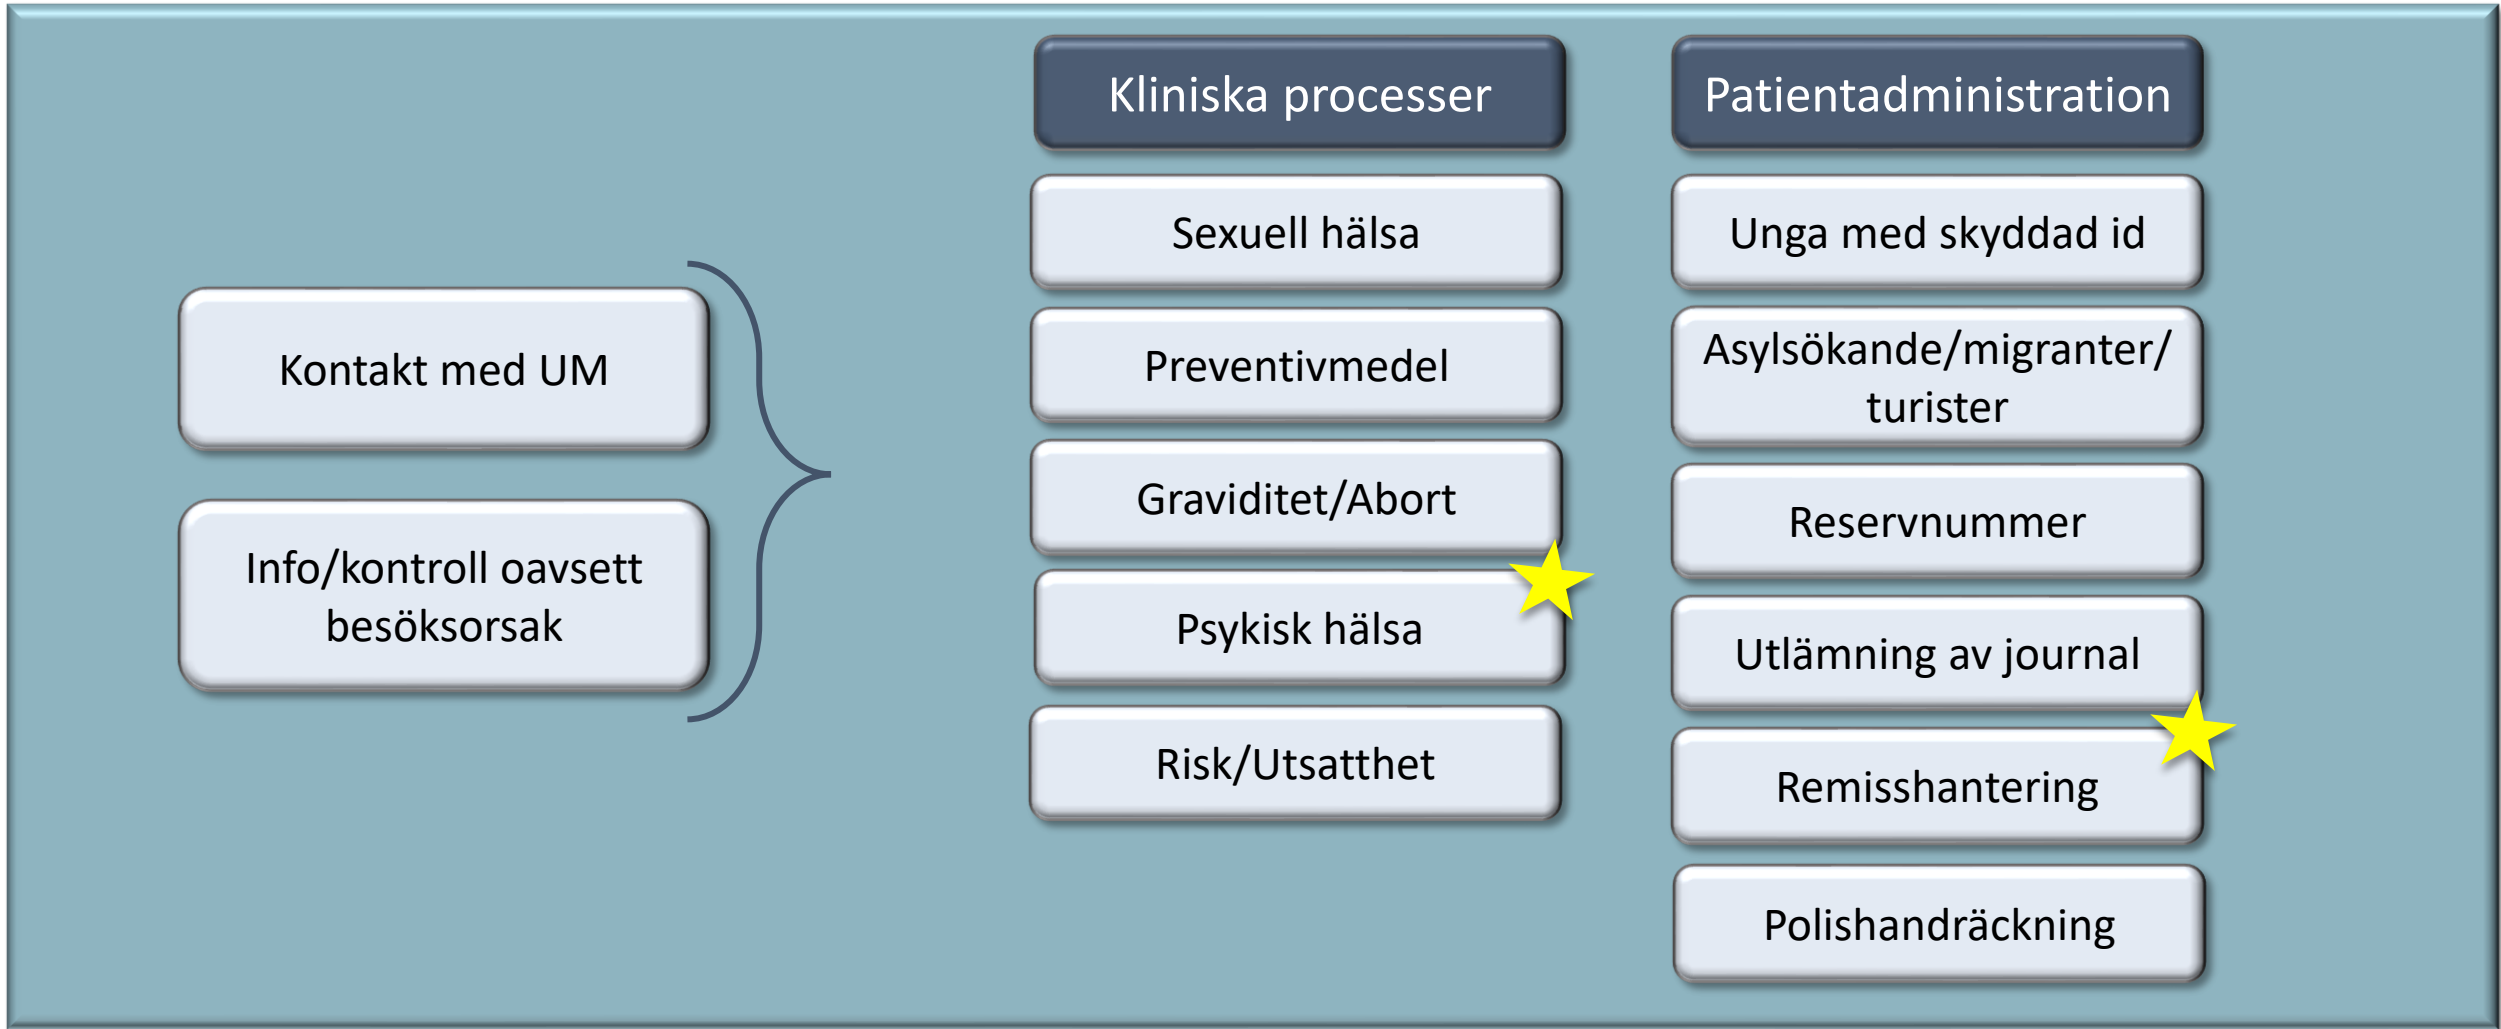 Kontakt med UM
Info/kontroll oavsett
besöksorsak
Kliniska processer
Sexuell hälsa
Preventivmedel
Graviditet/Abort
Psykisk hälsa
Risk/Utsatthet
Patientadministration
Unga med skyddad id
Asylsökande/migranter/
turister
Reservnummer
Utlämning av journal
Remisshantering
Polishandräckning